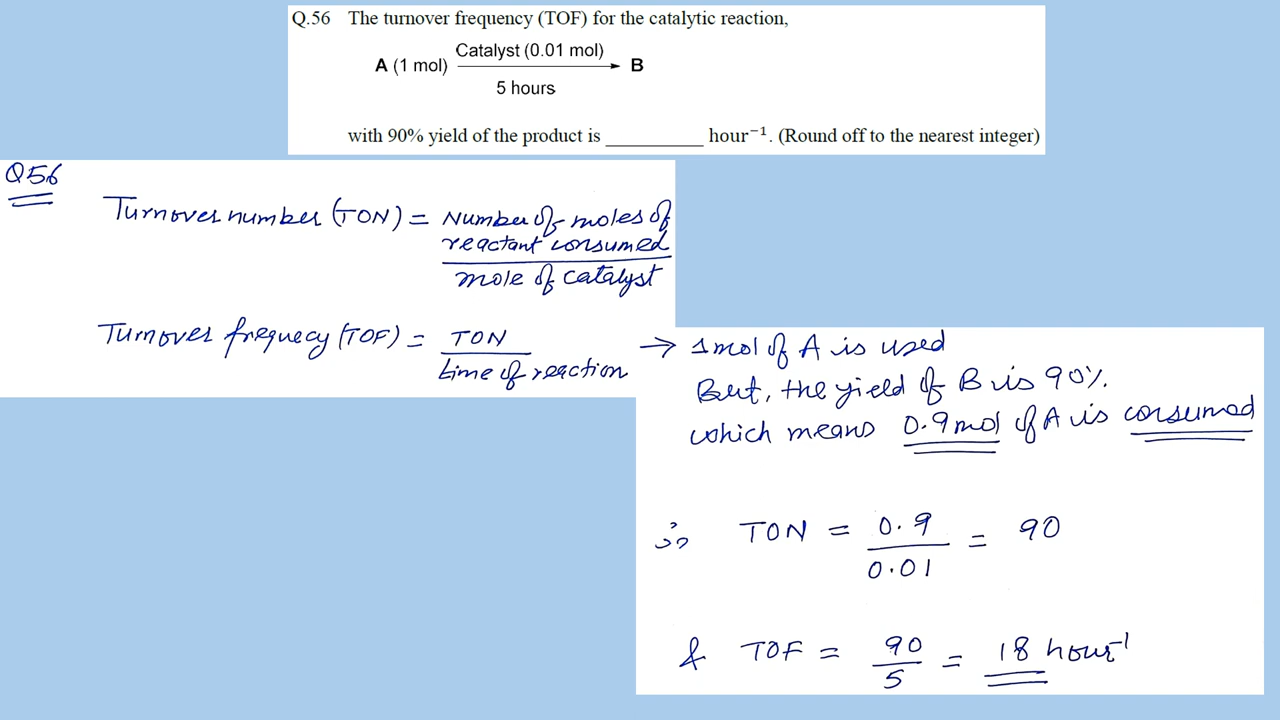 Q.56 The turnover frequency (TOF) for the catalytic reaction,
Catalyst (0.01 mol)
A (1 mol) B
5 hours
with 90% yield of the product is __________ hour⁻¹. (Round off to the nearest integer)
Q56
Turnover number (TON) = Number of moles of
reactant consumed
mole of catalyst
Turnover frequecy (TOF) = TON
time of reaction
→ 1 mol of A is used
But, the yield of B is 90%.
which means 0.9 mol of A is consumed
∴ TON = 0.9 = 90
0.01
& TOF = 90 = 18 hour⁻¹
5